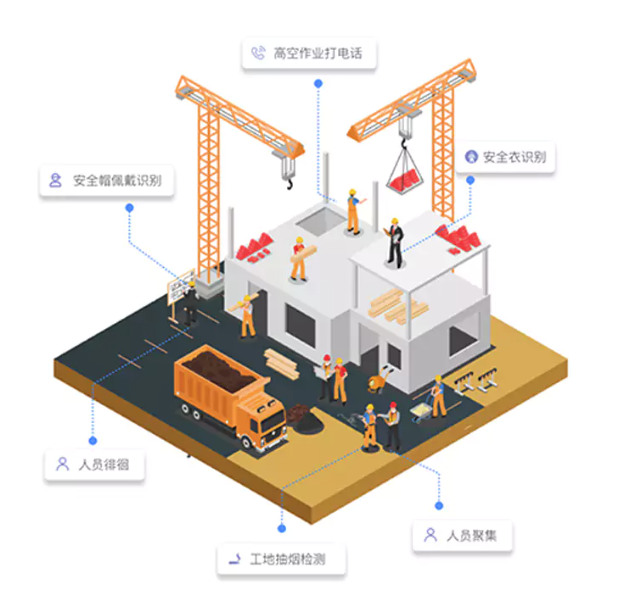 高空作业打电话
安全衣识别
安全帽佩戴识别
人员徘徊
人员聚集
工地抽烟检测